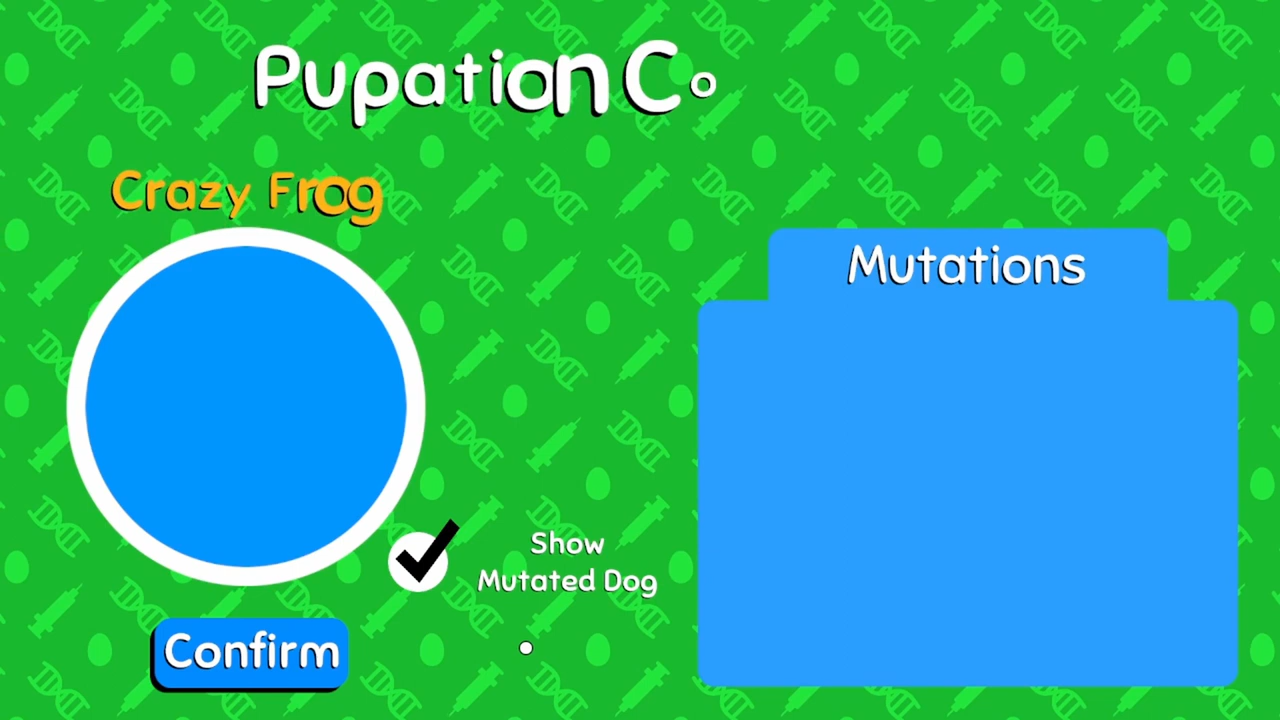 Pupation Co
Crazy Frog
Mutations
Show
Mutated Dog
Confirm